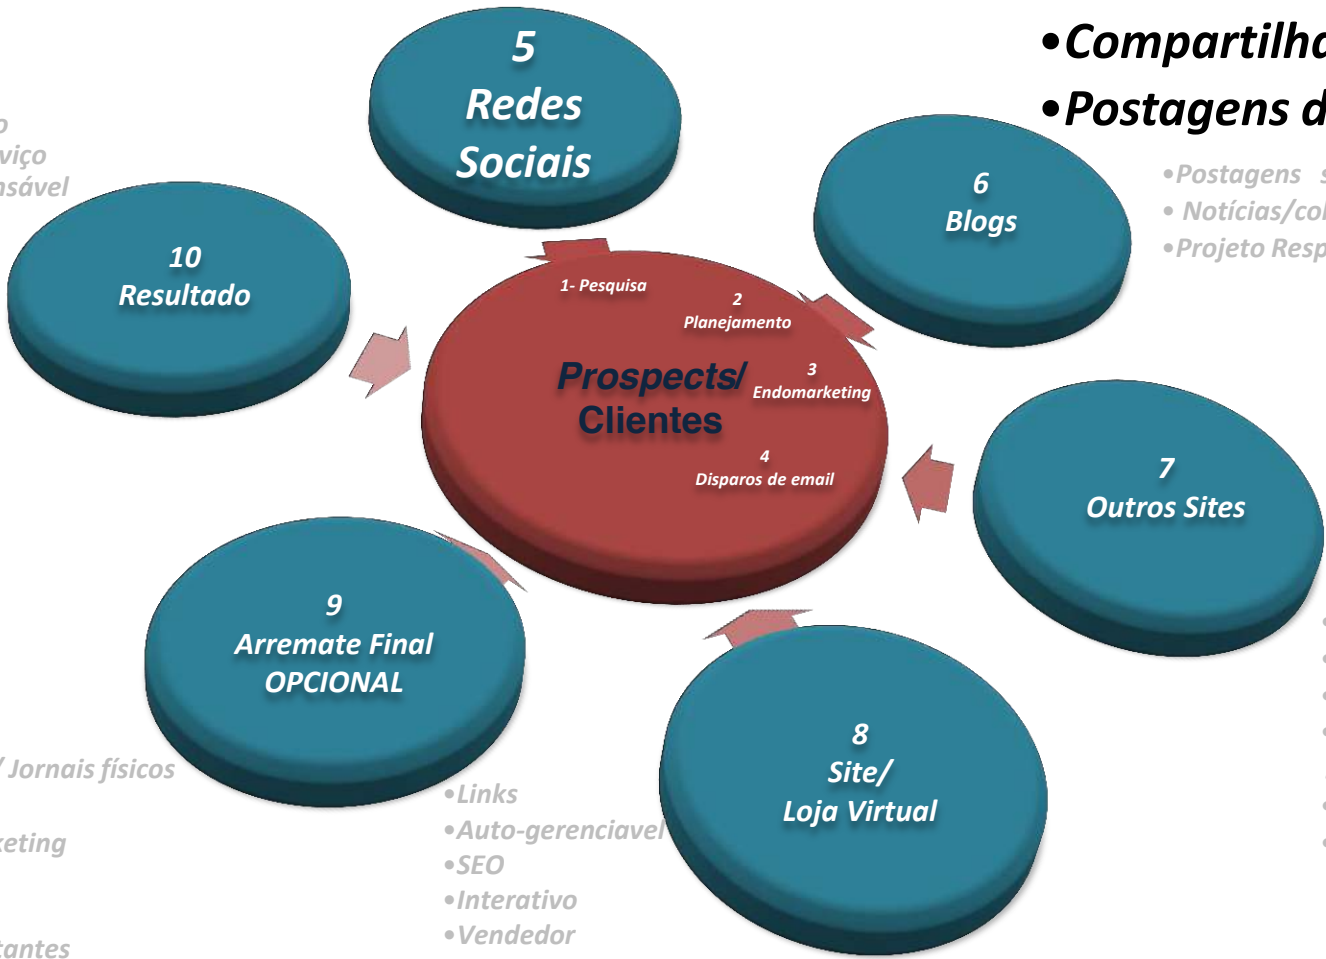 5
Redes
Sociais
•Compartilha
•Postagens d
o
viço
nsável
6
Blogs
•Postagens s
• Notícias/col
•Projeto Resp
10
Resultado
1- Pesquisa
2
Planejamento
3
Endomarketing
Prospects/
Clientes
4
Disparos de email
7
Outros Sites
9
Arremate Final
OPCIONAL
8
Site/
Loja Virtual
/ Jornais físicos
keting
tantes
•Links
•Auto-gerenciavel
•SEO
•Interativo
•Vendedor